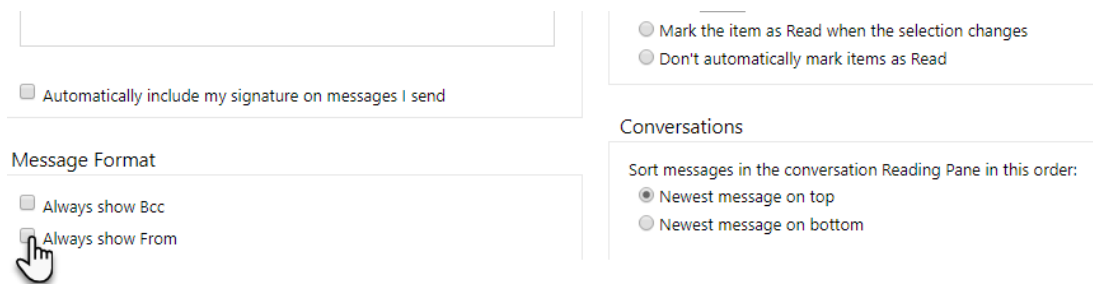 Automatically include my signature on messages I send
Message Format
Always show Bcc
Always show From
Mark the item as Read when the selection changes
Don't automatically mark items as Read
Conversations
Sort messages in the conversation Reading Pane in this order:
Newest message on top
Newest message on bottom